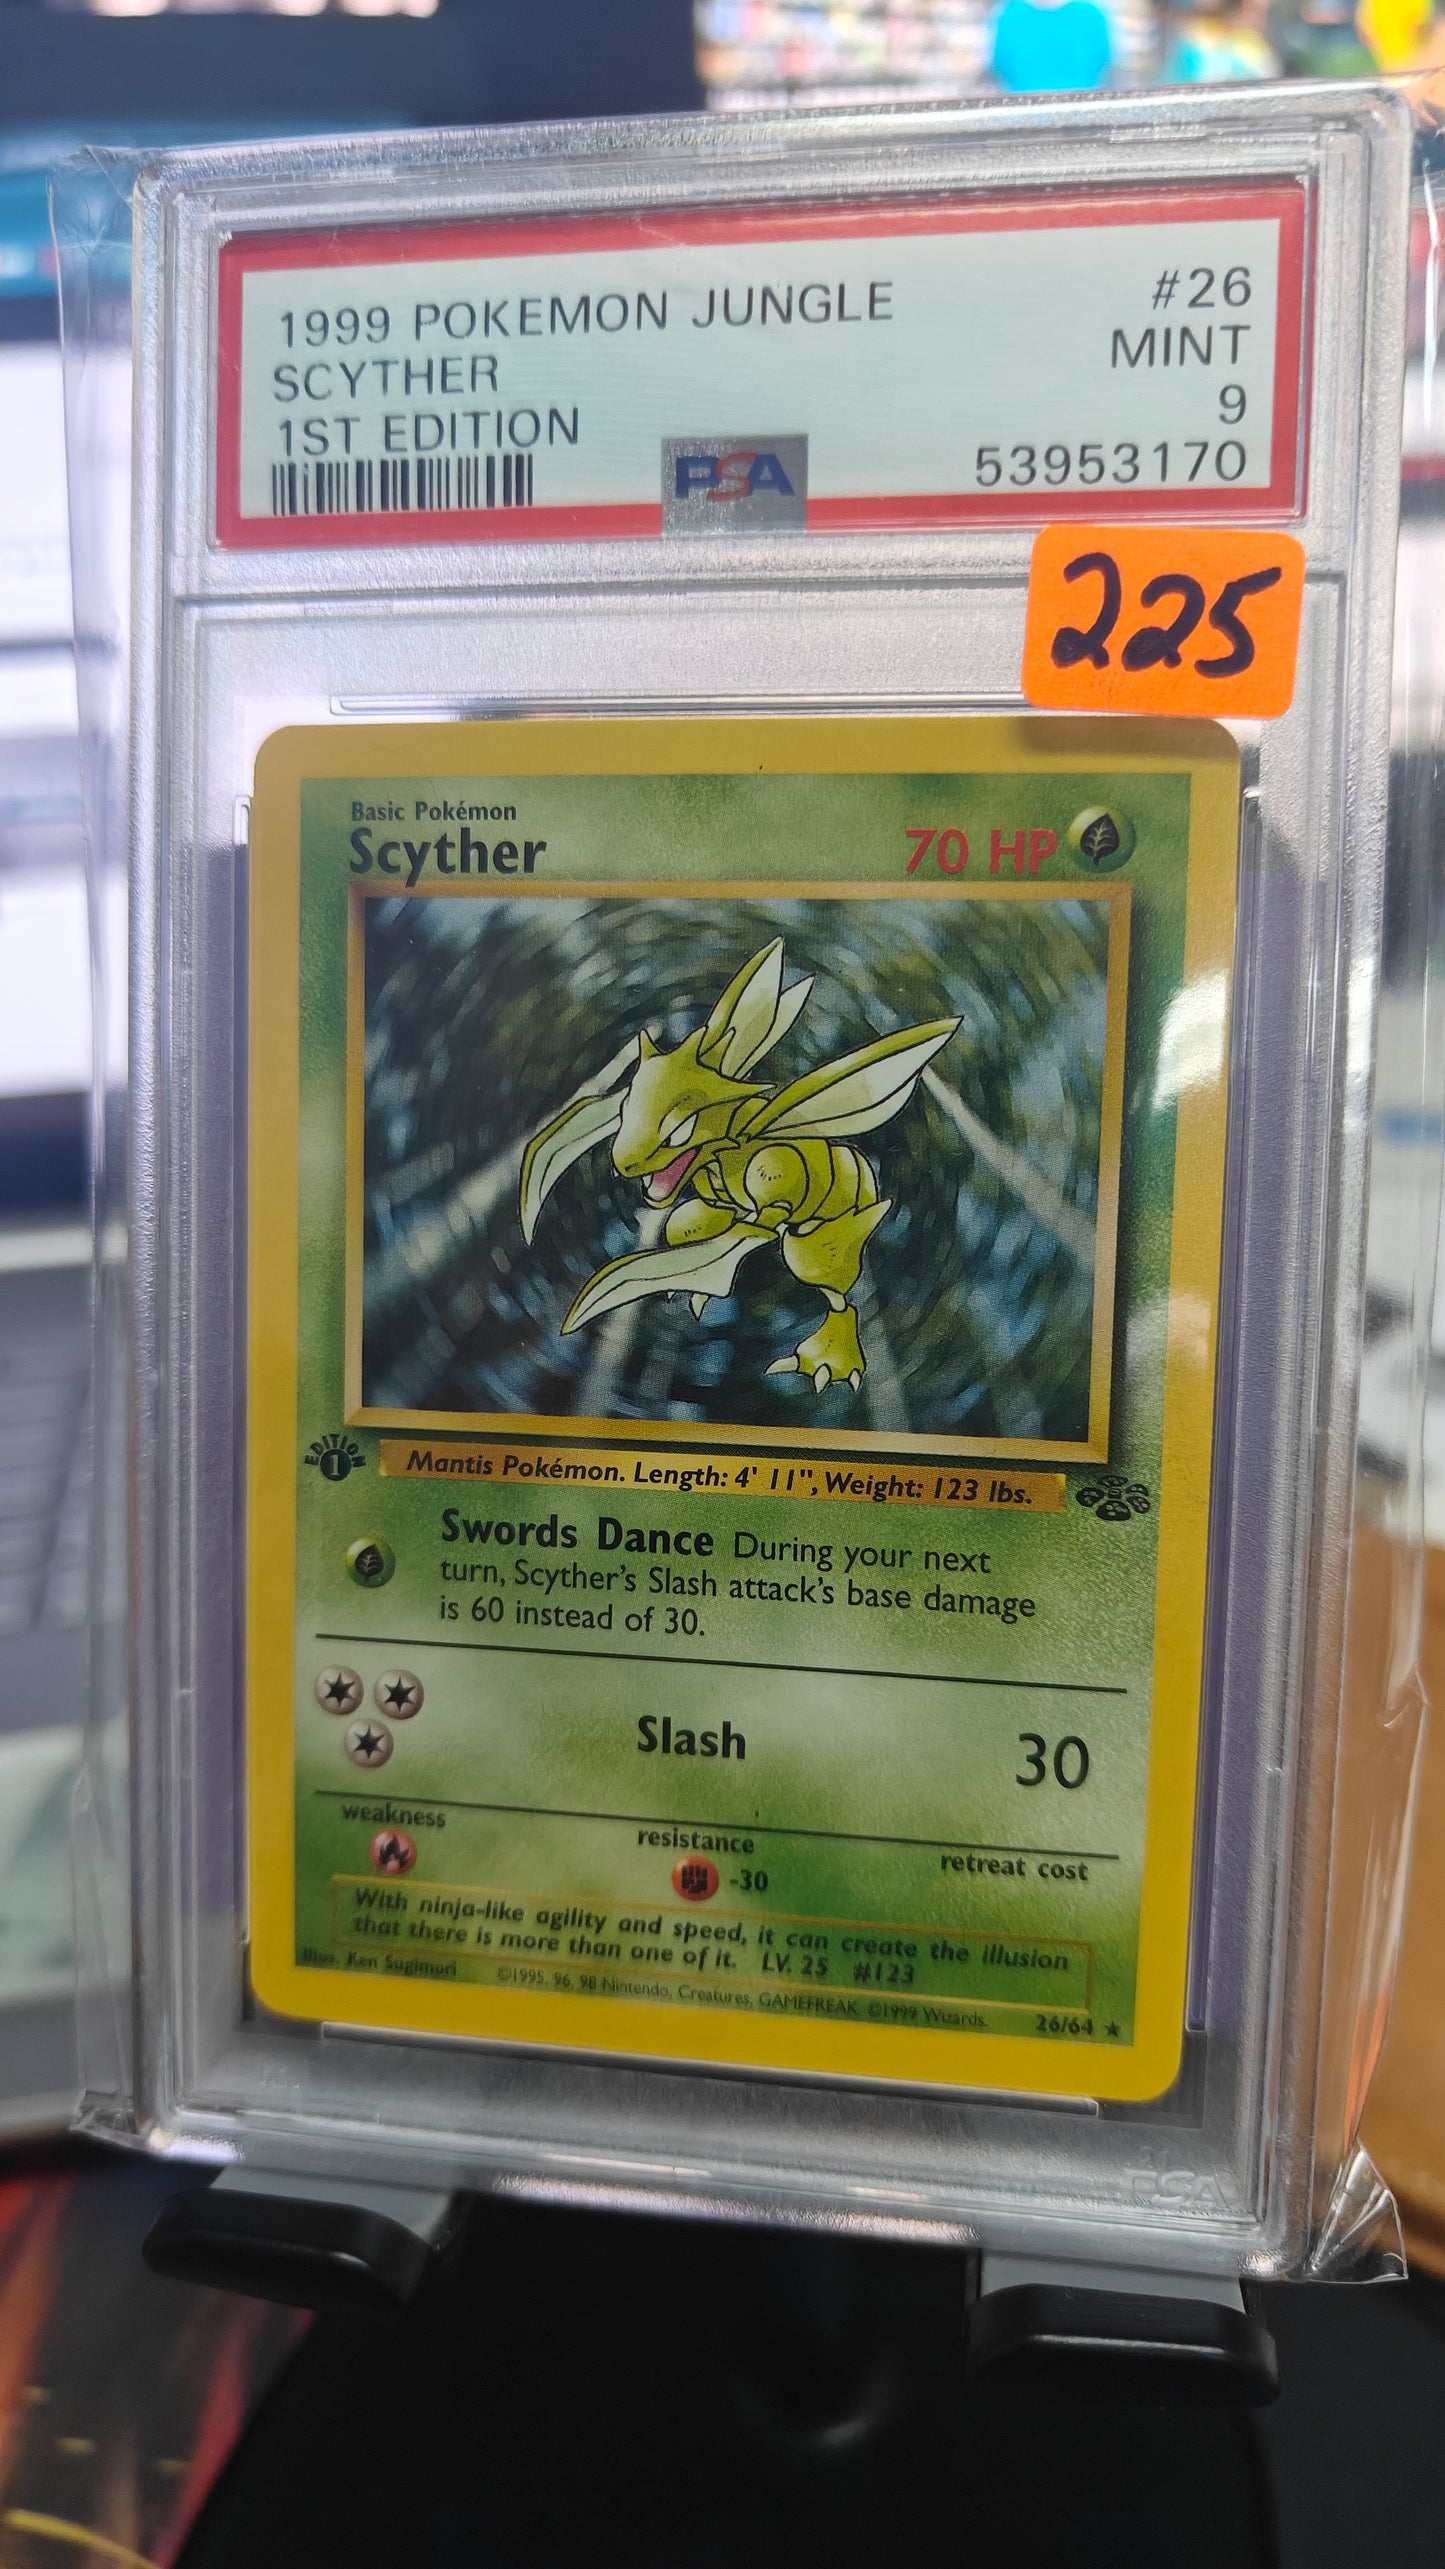 1999 POKEMON JUNGLE
#26
SCYTHER
MINT
1ST EDITION
9
PSA
53953170
225
Basic Pokémon
Scyther
70 HP
EDITION
1
Mantis Pokémon. Length: 4' 11", Weight: 123 lbs.
Swords Dance During your next
turn, Scyther's Slash attack's base damage
is 60 instead of 30.
Slash
30
weakness
resistance
retreat cost
-30
With ninja-like agility and speed, it can create the illusion
that there is more than one of it. LV. 25 #123
Illus. Ken Sugimori
©1995, 96, 98 Nintendo, Creatures, GAMEFREAK ©1999 Wizards.
26/64 ★
PSA